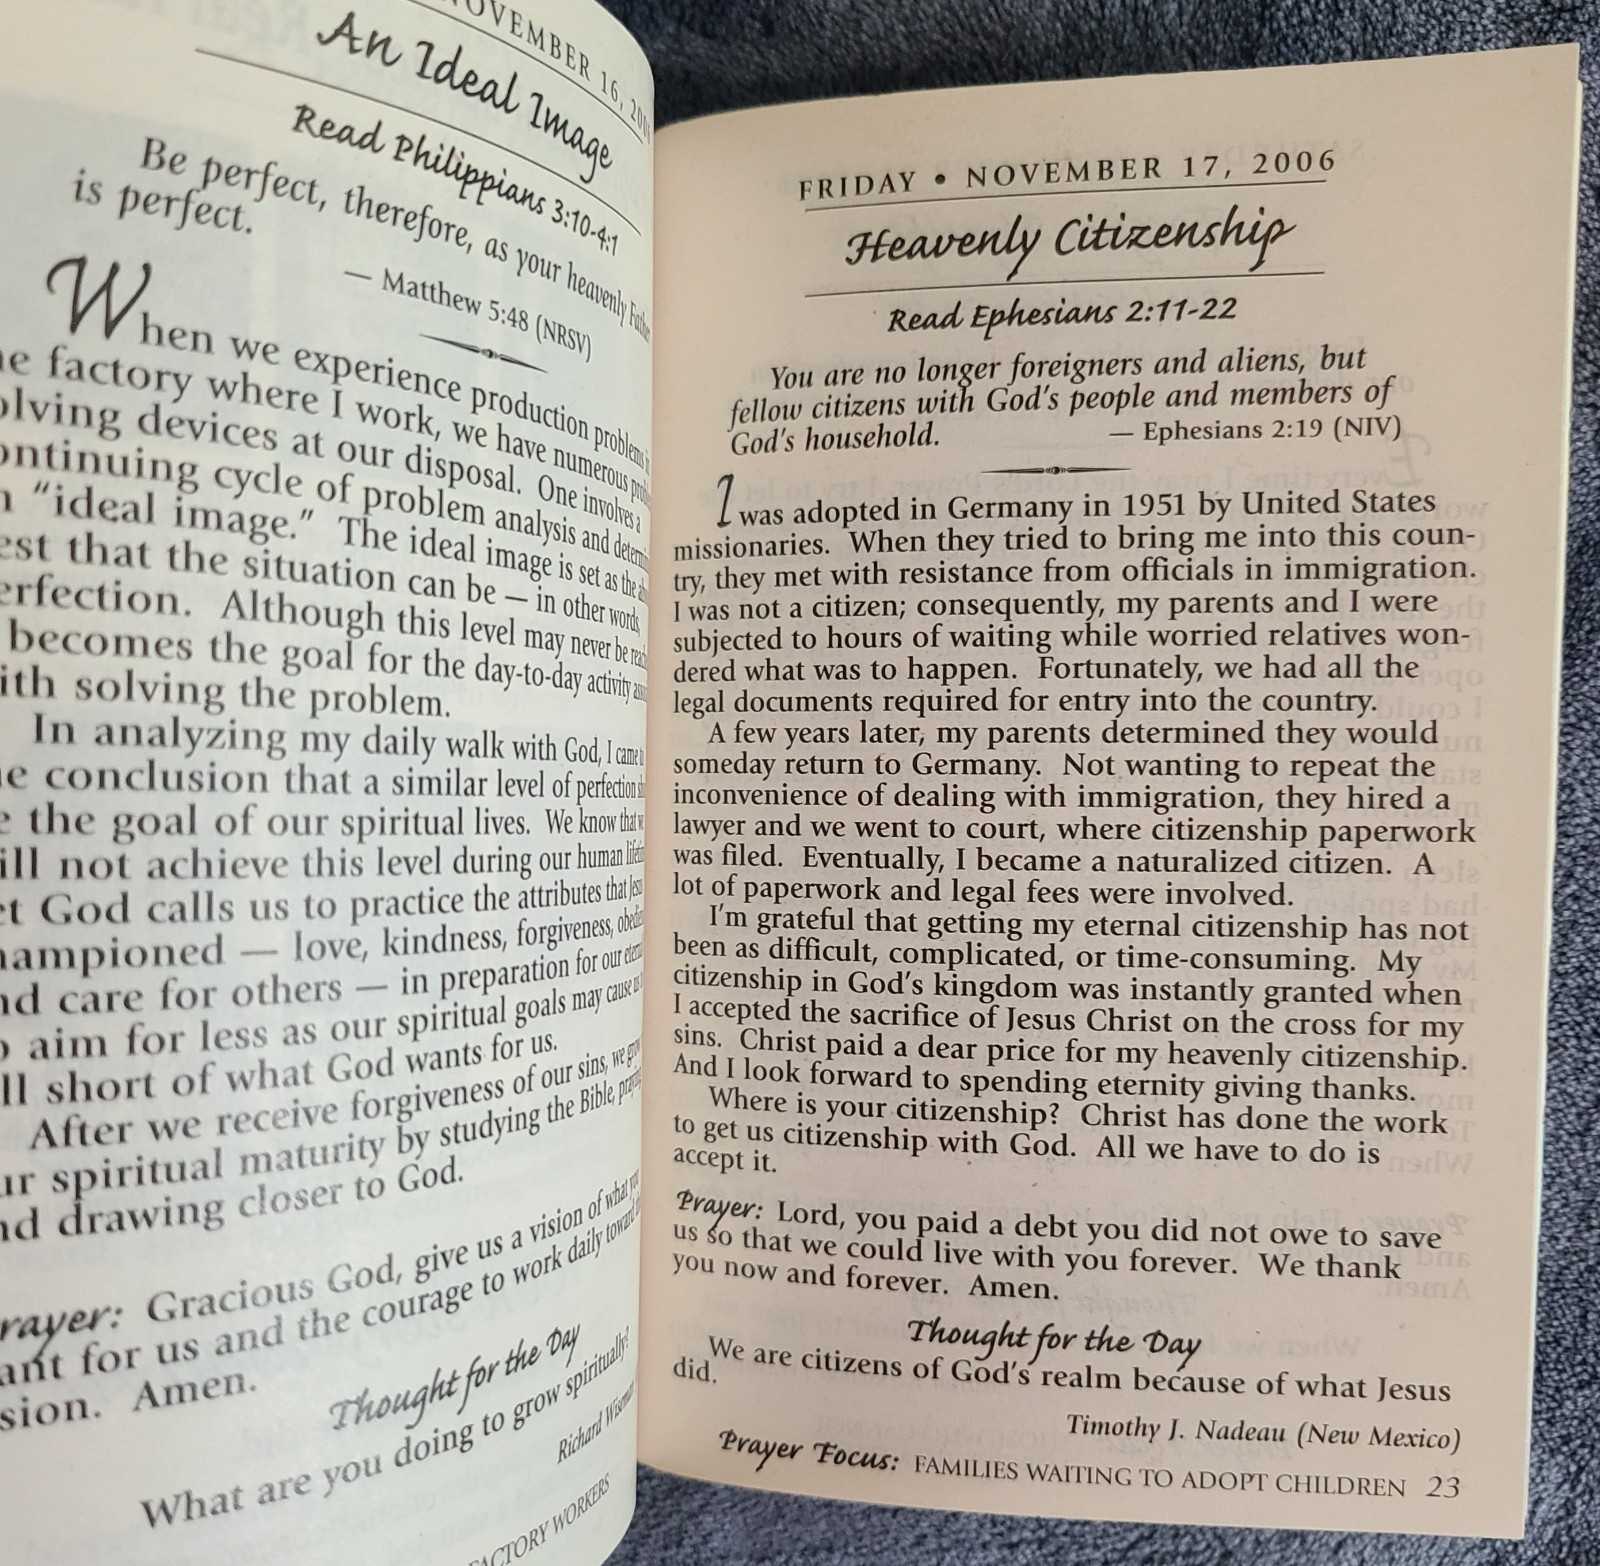 NOVEMBER 16,
An Ideal Image
Read Philippians 3:10-4:1
Be perfect, therefore, as your heavenly
is perfect.
— Matthew 5:48 (NRSV)
When we experience production problems
factory where I work, we have numerous
devices at our disposal. One involves a
cycle of problem analysis and
"ideal image." The ideal image is set as the
that the situation can be — in other words,
Although this level may never be
becomes the goal for the day-to-day activity
solving the problem.
In analyzing my daily walk with God, I came
conclusion that a similar level of perfection
the goal of our spiritual lives. We know that
not achieve this level during our human
God calls us to practice the attributes that Jesus
— love, kindness, forgiveness,
care for others — in preparation for our
aim for less as our spiritual goals may cause us
short of what God wants for us.
After we receive forgiveness of our sins, we
spiritual maturity by studying the Bible,
drawing closer to God.
Gracious God, give us a vision of what you
for us and the courage to work daily
Amen.
Thought for the Day
What are you doing to grow spiritually?
Richard
WORKERS
FRIDAY • NOVEMBER 17, 2006
Heavenly Citizenship
Read Ephesians 2:11-22
You are no longer foreigners and aliens, but
fellow citizens with God's people and members of
God's household. — Ephesians 2:19 (NIV)
I was adopted in Germany in 1951 by United States
missionaries. When they tried to bring me into this coun-
try, they met with resistance from officials in immigration.
I was not a citizen; consequently, my parents and I were
subjected to hours of waiting while worried relatives won-
dered what was to happen. Fortunately, we had all the
legal documents required for entry into the country.
A few years later, my parents determined they would
someday return to Germany. Not wanting to repeat the
inconvenience of dealing with immigration, they hired a
lawyer and we went to court, where citizenship paperwork
was filed. Eventually, I became a naturalized citizen. A
lot of paperwork and legal fees were involved.
I'm grateful that getting my eternal citizenship has not
been as difficult, complicated, or time-consuming. My
citizenship in God's kingdom was instantly granted when
I accepted the sacrifice of Jesus Christ on the cross for my
sins. Christ paid a dear price for my heavenly citizenship.
And I look forward to spending eternity giving thanks.
Where is your citizenship? Christ has done the work
to get us citizenship with God. All we have to do is
accept it.
Prayer: Lord, you paid a debt you did not owe to save
us so that we could live with you forever. We thank
you now and forever. Amen.
Thought for the Day
We are citizens of God's realm because of what Jesus
did.
Timothy J. Nadeau (New Mexico)
Prayer Focus: FAMILIES WAITING TO ADOPT CHILDREN 23